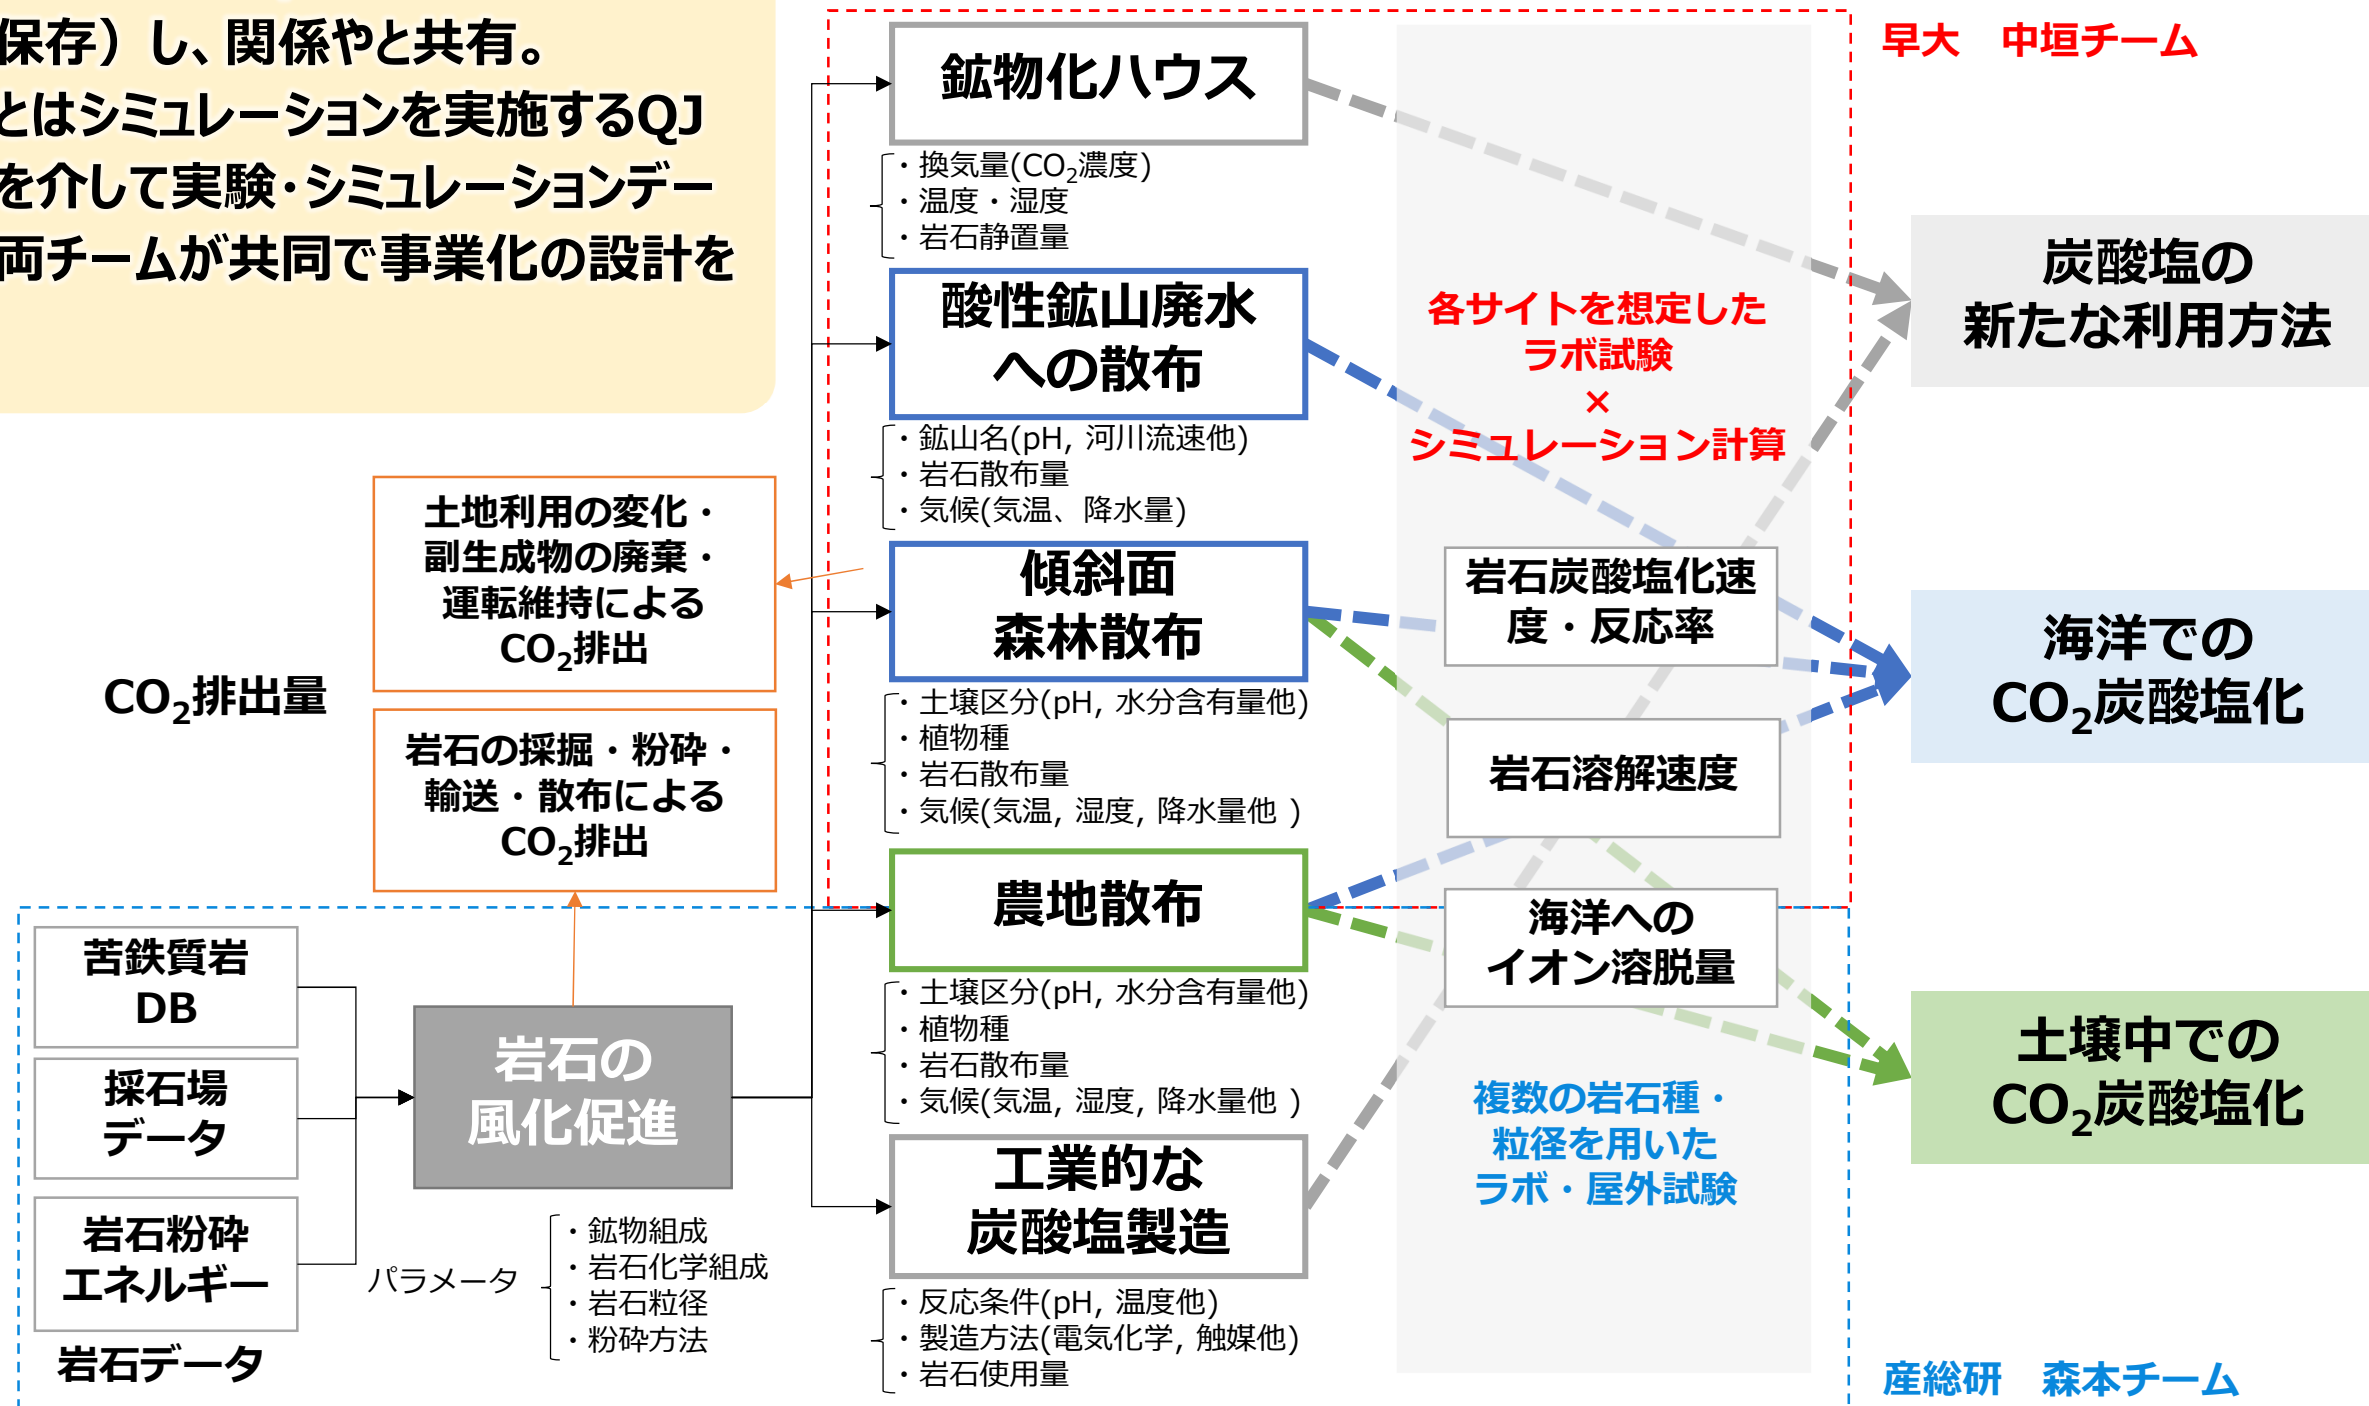 保存）し、関係やと共有。
とはシミュレーションを実施するQJ
を介して実験・シミュレーションデー
両チームが共同で事業化の設計を
早大　中垣チーム
鉱物化ハウス
・換気量(CO₂濃度)
・温度・湿度
・岩石静置量
酸性鉱山廃水
への散布
・鉱山名(pH, 河川流速他)
・岩石散布量
・気候(気温、降水量)
傾斜面
森林散布
・土壌区分(pH, 水分含有量他)
・植物種
・岩石散布量
・気候(気温, 湿度, 降水量他 )
農地散布
・土壌区分(pH, 水分含有量他)
・植物種
・岩石散布量
・気候(気温, 湿度, 降水量他 )
工業的な
炭酸塩製造
・反応条件(pH, 温度他)
・製造方法(電気化学, 触媒他)
・岩石使用量
各サイトを想定した
ラボ試験
×
シミュレーション計算
岩石炭酸塩化速
度・反応率
岩石溶解速度
海洋への
イオン溶脱量
複数の岩石種・
粒径を用いた
ラボ・屋外試験
炭酸塩の
新たな利用方法
海洋での
CO₂炭酸塩化
土壌中での
CO₂炭酸塩化
土地利用の変化・
副生成物の廃棄・
運転維持による
CO₂排出
CO₂排出量
岩石の採掘・粉砕・
輸送・散布による
CO₂排出
苦鉄質岩
DB
採石場
データ
岩石粉砕
エネルギー
岩石データ
岩石の
風化促進
パラメータ
・鉱物組成
・岩石化学組成
・岩石粒径
・粉砕方法
産総研　森本チーム